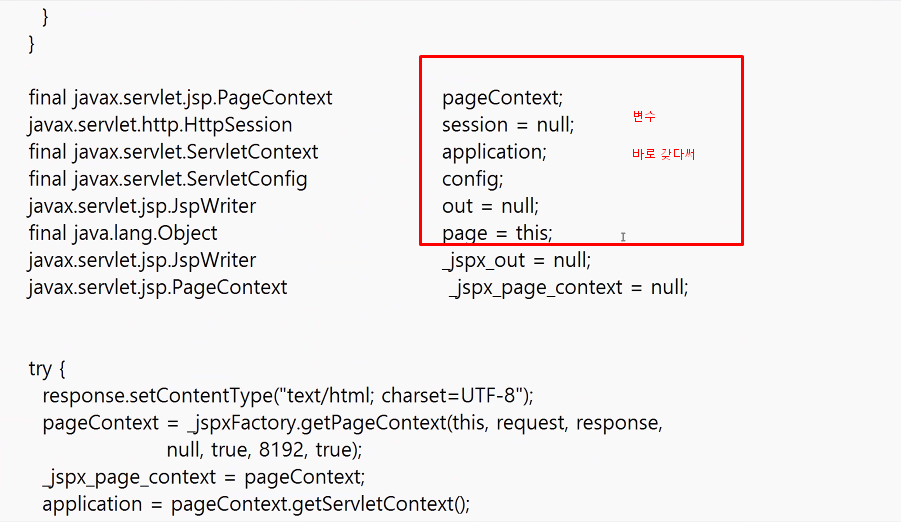 }
}
final javax.servlet.jsp.PageContext pageContext;
javax.servlet.http.HttpSession session = null;
변수
final javax.servlet.ServletContext application;
바로 갖다써
final javax.servlet.ServletConfig config;
javax.servlet.jsp.JspWriter out = null;
final java.lang.Object page = this;
javax.servlet.jsp.JspWriter _jspx_out = null;
javax.servlet.jsp.PageContext _jspx_page_context = null;
try {
response.setContentType("text/html; charset=UTF-8");
pageContext = _jspxFactory.getPageContext(this, request, response,
null, true, 8192, true);
_jspx_page_context = pageContext;
application = pageContext.getServletContext();